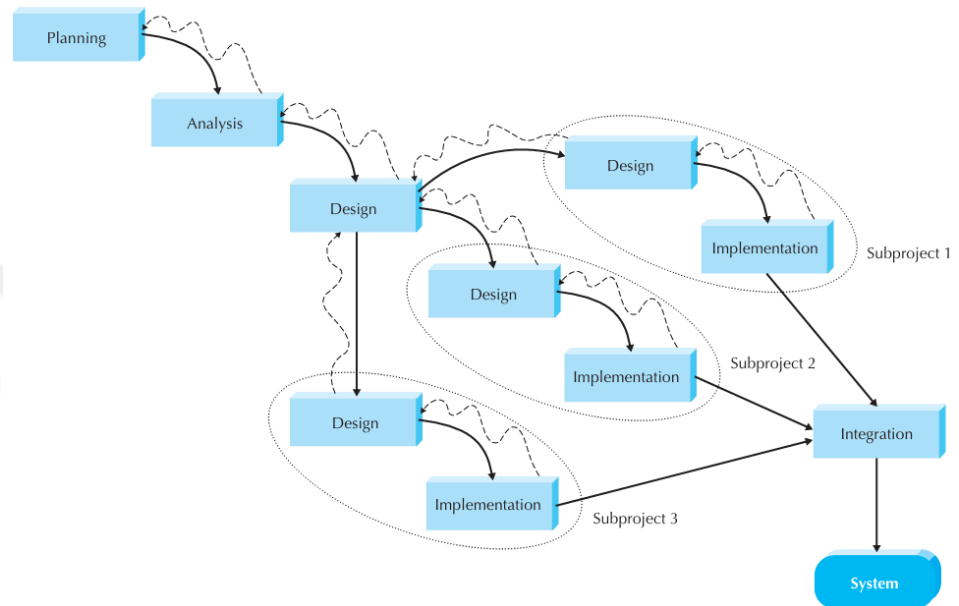 Planning
Analysis
Design
Design
Implementation
Subproject 1
Design
Implementation
Subproject 2
Design
Implementation
Subproject 3
Integration
System